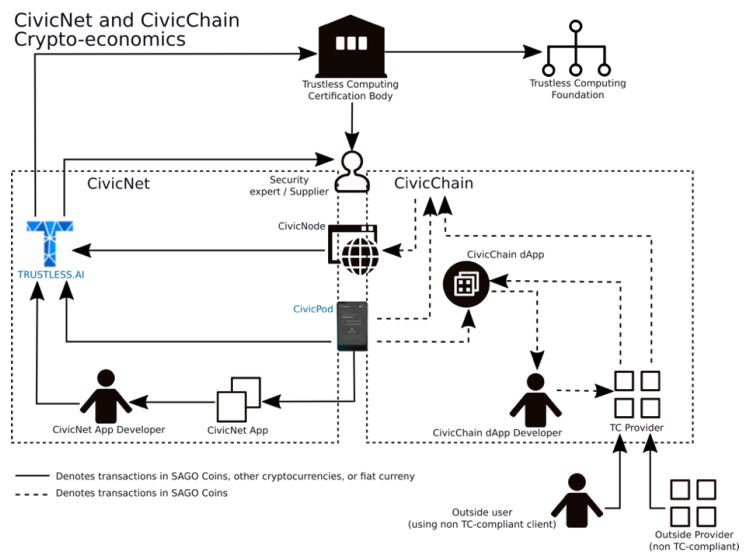 CivicNet and CivicChain
Crypto-economics
Trustless Computing
Certification Body
Trustless Computing
Foundation
CivicNet
Security
expert / Supplier
CivicChain
CivicNode
CivicChain dApp
TRUSTLESS.AI
CivicPod
CivicNet App Developer
CivicNet App
CivicChain dApp Developer
TC Provider
Denotes transactions in SAGO Coins, other cryptocurrencies, or fiat curreny
Denotes transactions in SAGO Coins
Outside user
(using non TC-compliant client)
Outside Provider
(non TC-compliant)